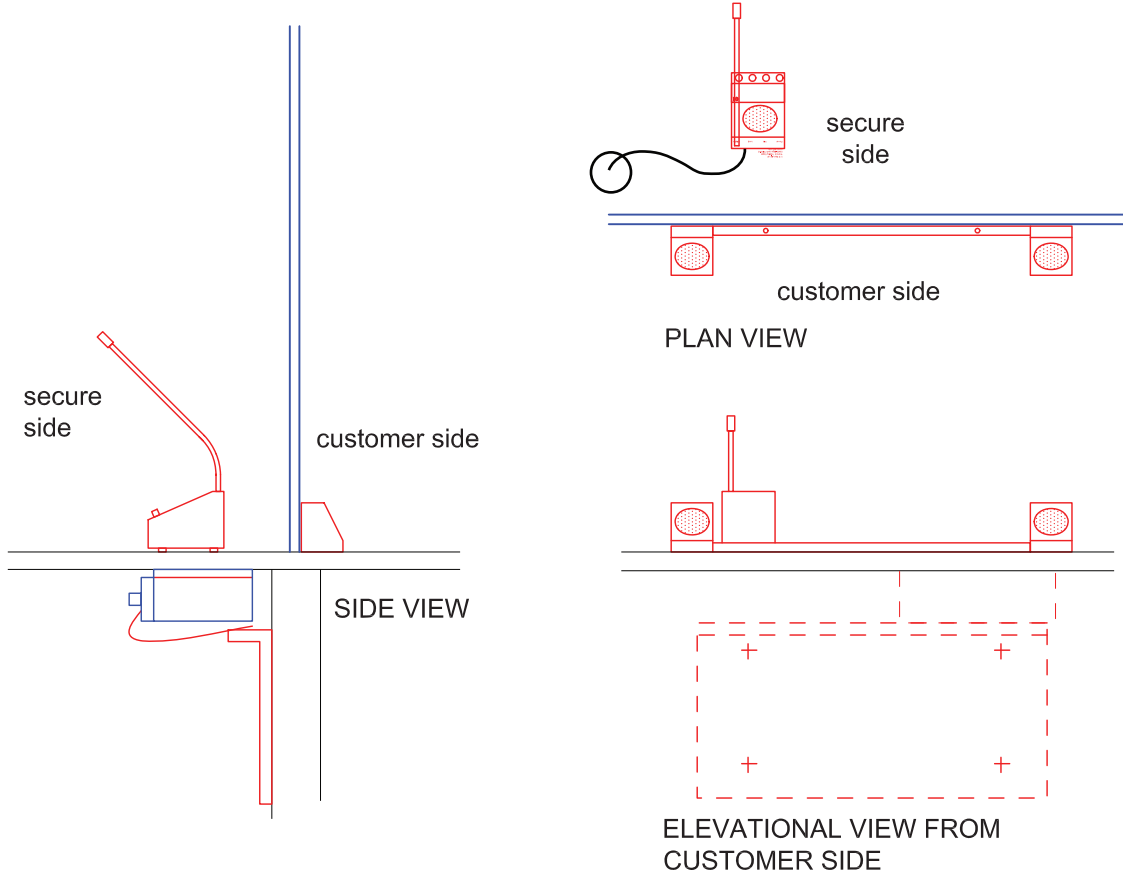 secure
side
customer side
SIDE VIEW
secure
side
customer side
PLAN VIEW
ELEVATIONAL VIEW FROM
CUSTOMER SIDE